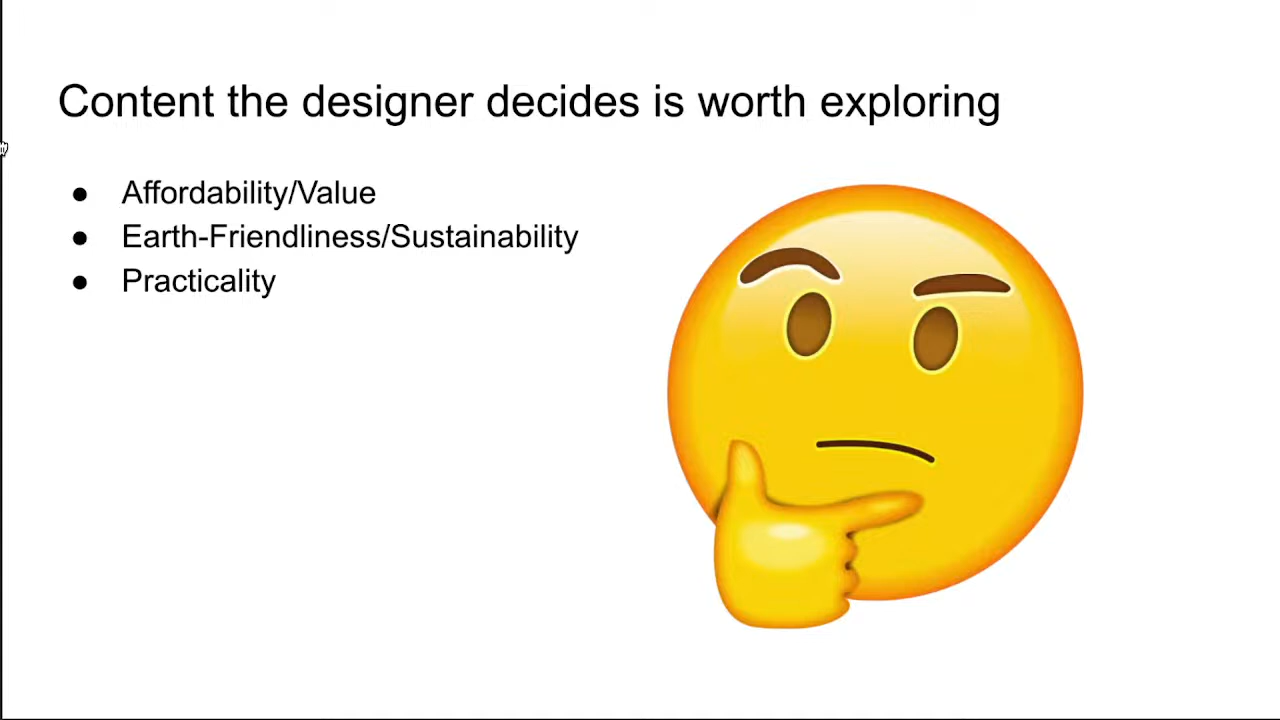 Content the designer decides is worth exploring
● Affordability/Value
● Earth-Friendliness/Sustainability
● Practicality